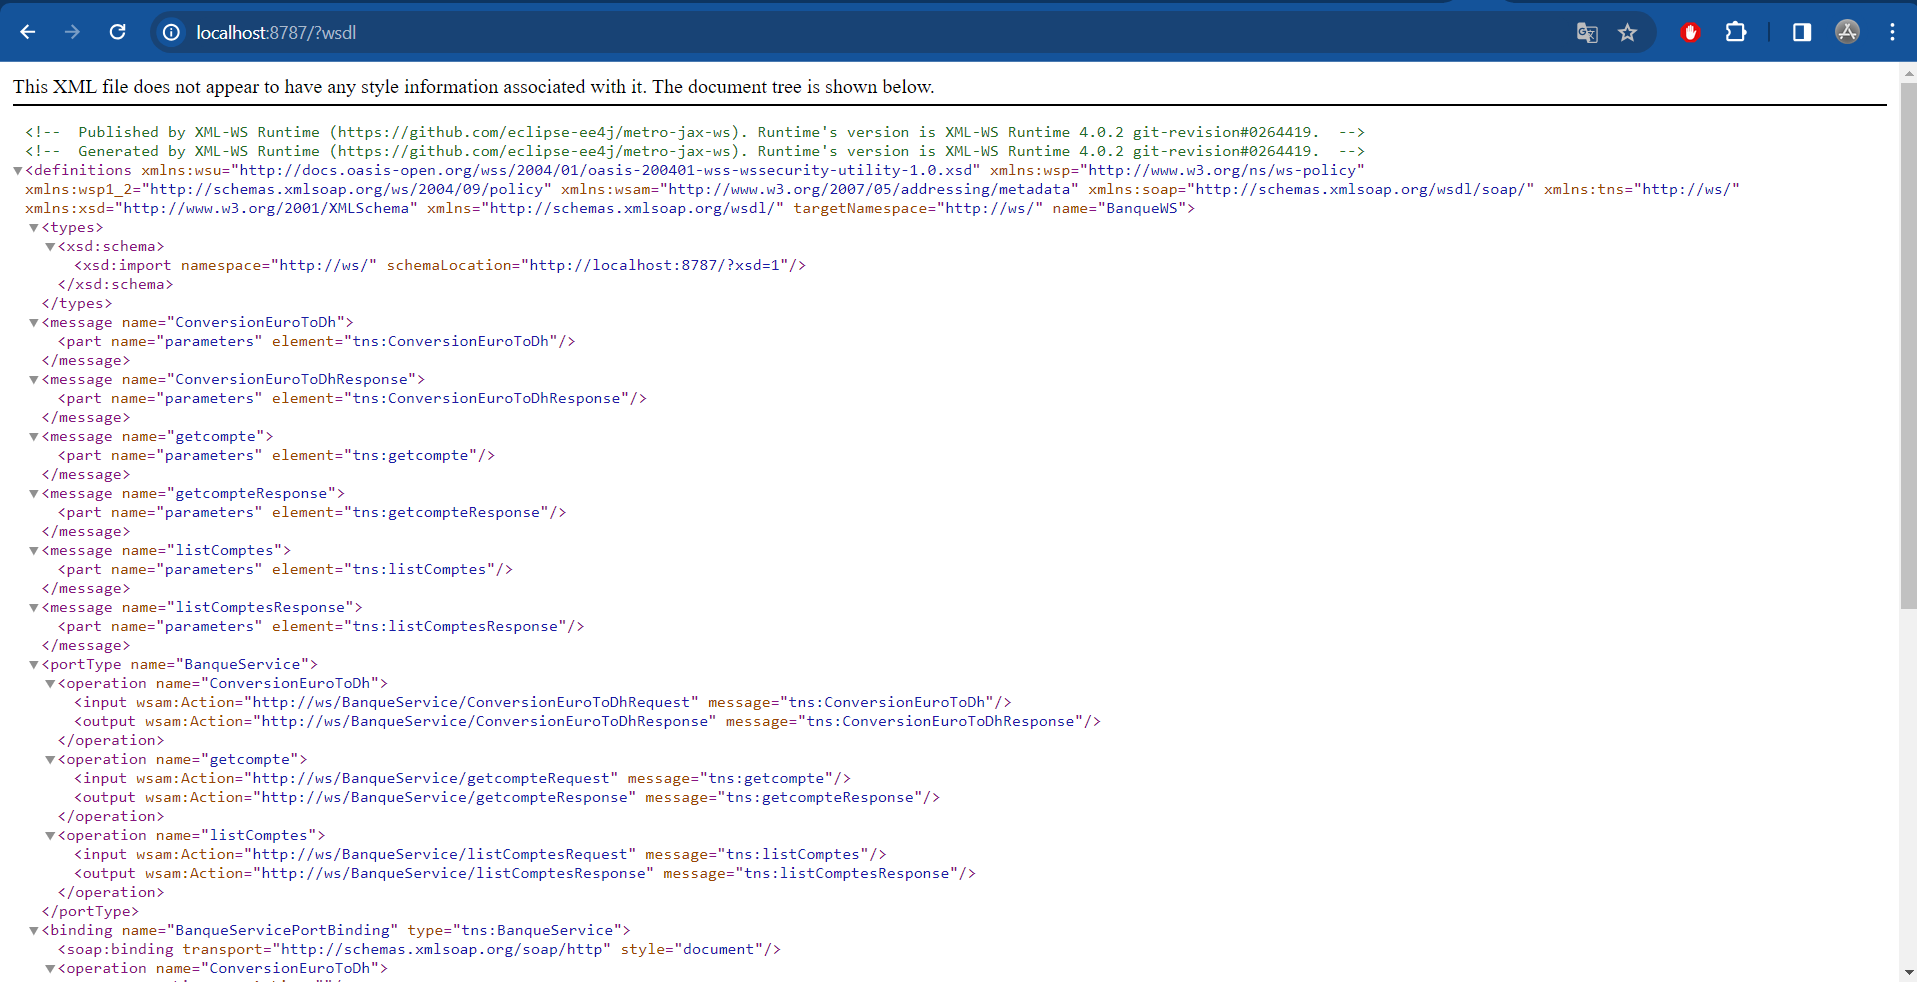 localhost:8787/?wsdl
This XML file does not appear to have any style information associated with it. The document tree is shown below.
<!--  Published by XML-WS Runtime (https://github.com/eclipse-ee4j/metro-jax-ws). Runtime's version is XML-WS Runtime 4.0.2 git-revision#0264419.  -->
<!--  Generated by XML-WS Runtime (https://github.com/eclipse-ee4j/metro-jax-ws). Runtime's version is XML-WS Runtime 4.0.2 git-revision#0264419.  -->
<definitions xmlns:wsu="http://docs.oasis-open.org/wss/2004/01/oasis-200401-wss-wssecurity-utility-1.0.xsd" xmlns:wsp="http://www.w3.org/ns/ws-policy"
xmlns:wsp1_2="http://schemas.xmlsoap.org/ws/2004/09/policy" xmlns:wsam="http://www.w3.org/2007/05/addressing/metadata" xmlns:soap="http://schemas.xmlsoap.org/wsdl/soap/" xmlns:tns="http://ws/"
xmlns:xsd="http://www.w3.org/2001/XMLSchema" xmlns="http://schemas.xmlsoap.org/wsdl/" targetNamespace="http://ws/" name="BanqueWS">
<types>
<xsd:schema>
<xsd:import namespace="http://ws/" schemaLocation="http://localhost:8787/?xsd=1"/>
</xsd:schema>
</types>
<message name="ConversionEuroToDh">
<part name="parameters" element="tns:ConversionEuroToDh"/>
</message>
<message name="ConversionEuroToDhResponse">
<part name="parameters" element="tns:ConversionEuroToDhResponse"/>
</message>
<message name="getcompte">
<part name="parameters" element="tns:getcompte"/>
</message>
<message name="getcompteResponse">
<part name="parameters" element="tns:getcompteResponse"/>
</message>
<message name="listComptes">
<part name="parameters" element="tns:listComptes"/>
</message>
<message name="listComptesResponse">
<part name="parameters" element="tns:listComptesResponse"/>
</message>
<portType name="BanqueService">
<operation name="ConversionEuroToDh">
<input wsam:Action="http://ws/BanqueService/ConversionEuroToDhRequest" message="tns:ConversionEuroToDh"/>
<output wsam:Action="http://ws/BanqueService/ConversionEuroToDhResponse" message="tns:ConversionEuroToDhResponse"/>
</operation>
<operation name="getcompte">
<input wsam:Action="http://ws/BanqueService/getcompteRequest" message="tns:getcompte"/>
<output wsam:Action="http://ws/BanqueService/getcompteResponse" message="tns:getcompteResponse"/>
</operation>
<operation name="listComptes">
<input wsam:Action="http://ws/BanqueService/listComptesRequest" message="tns:listComptes"/>
<output wsam:Action="http://ws/BanqueService/listComptesResponse" message="tns:listComptesResponse"/>
</operation>
</portType>
<binding name="BanqueServicePortBinding" type="tns:BanqueService">
<soap:binding transport="http://schemas.xmlsoap.org/soap/http" style="document"/>
<operation name="ConversionEuroToDh">